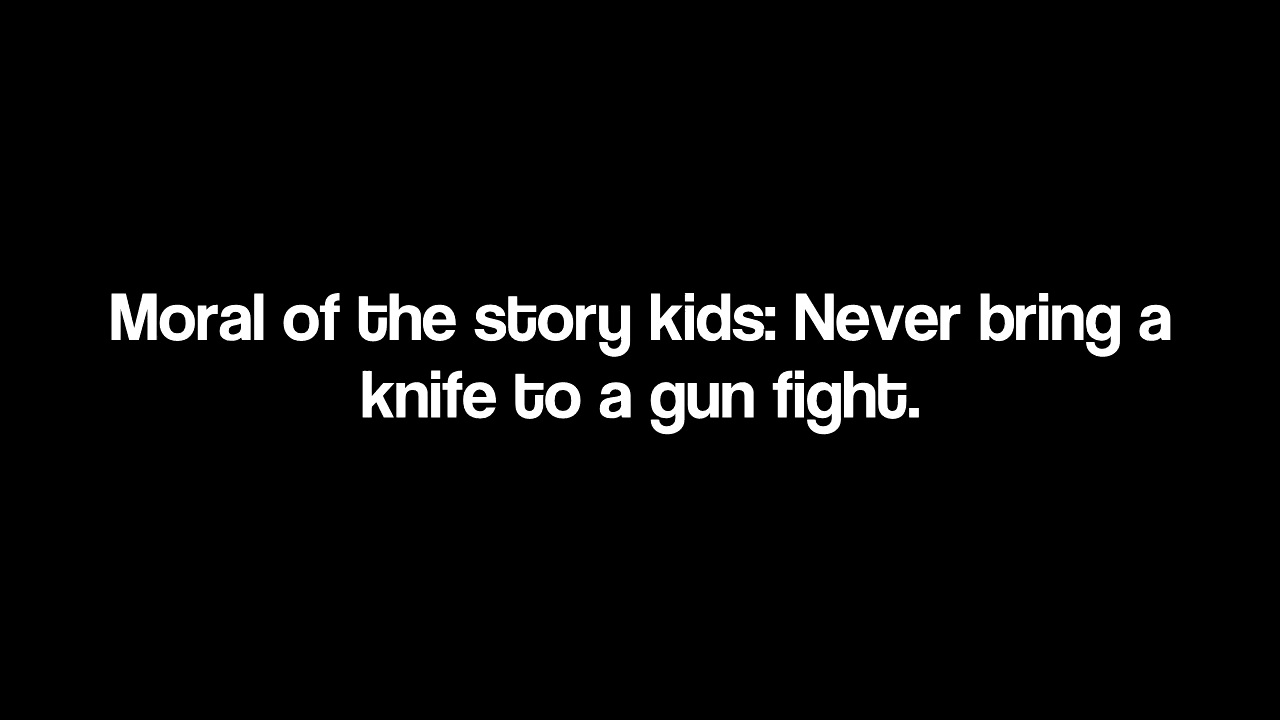 Moral of the story kids: Never bring a
knife to a gun fight.